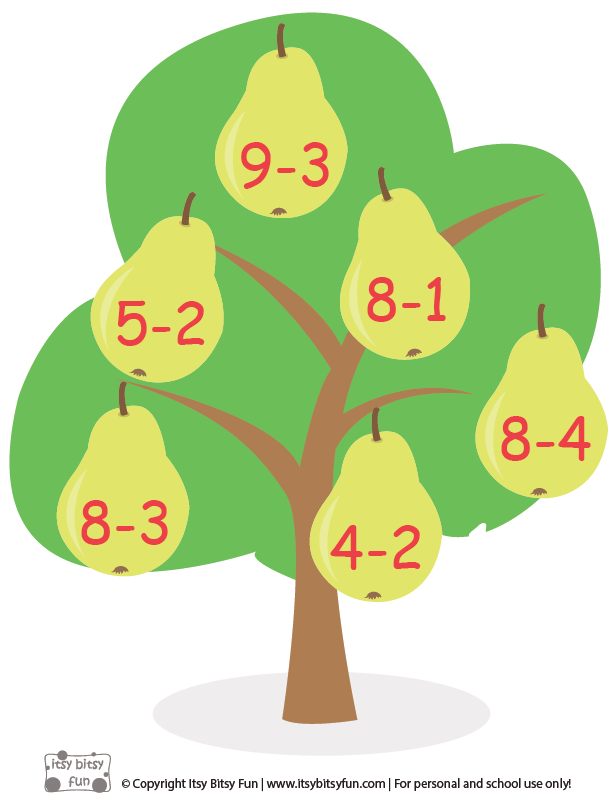 9-3
5-2
8-1
8-4
8-3
4-2
itsy bitsy
fun
© Copyright Itsy Bitsy Fun | www.itsybitsyfun.com | For personal and school use only!